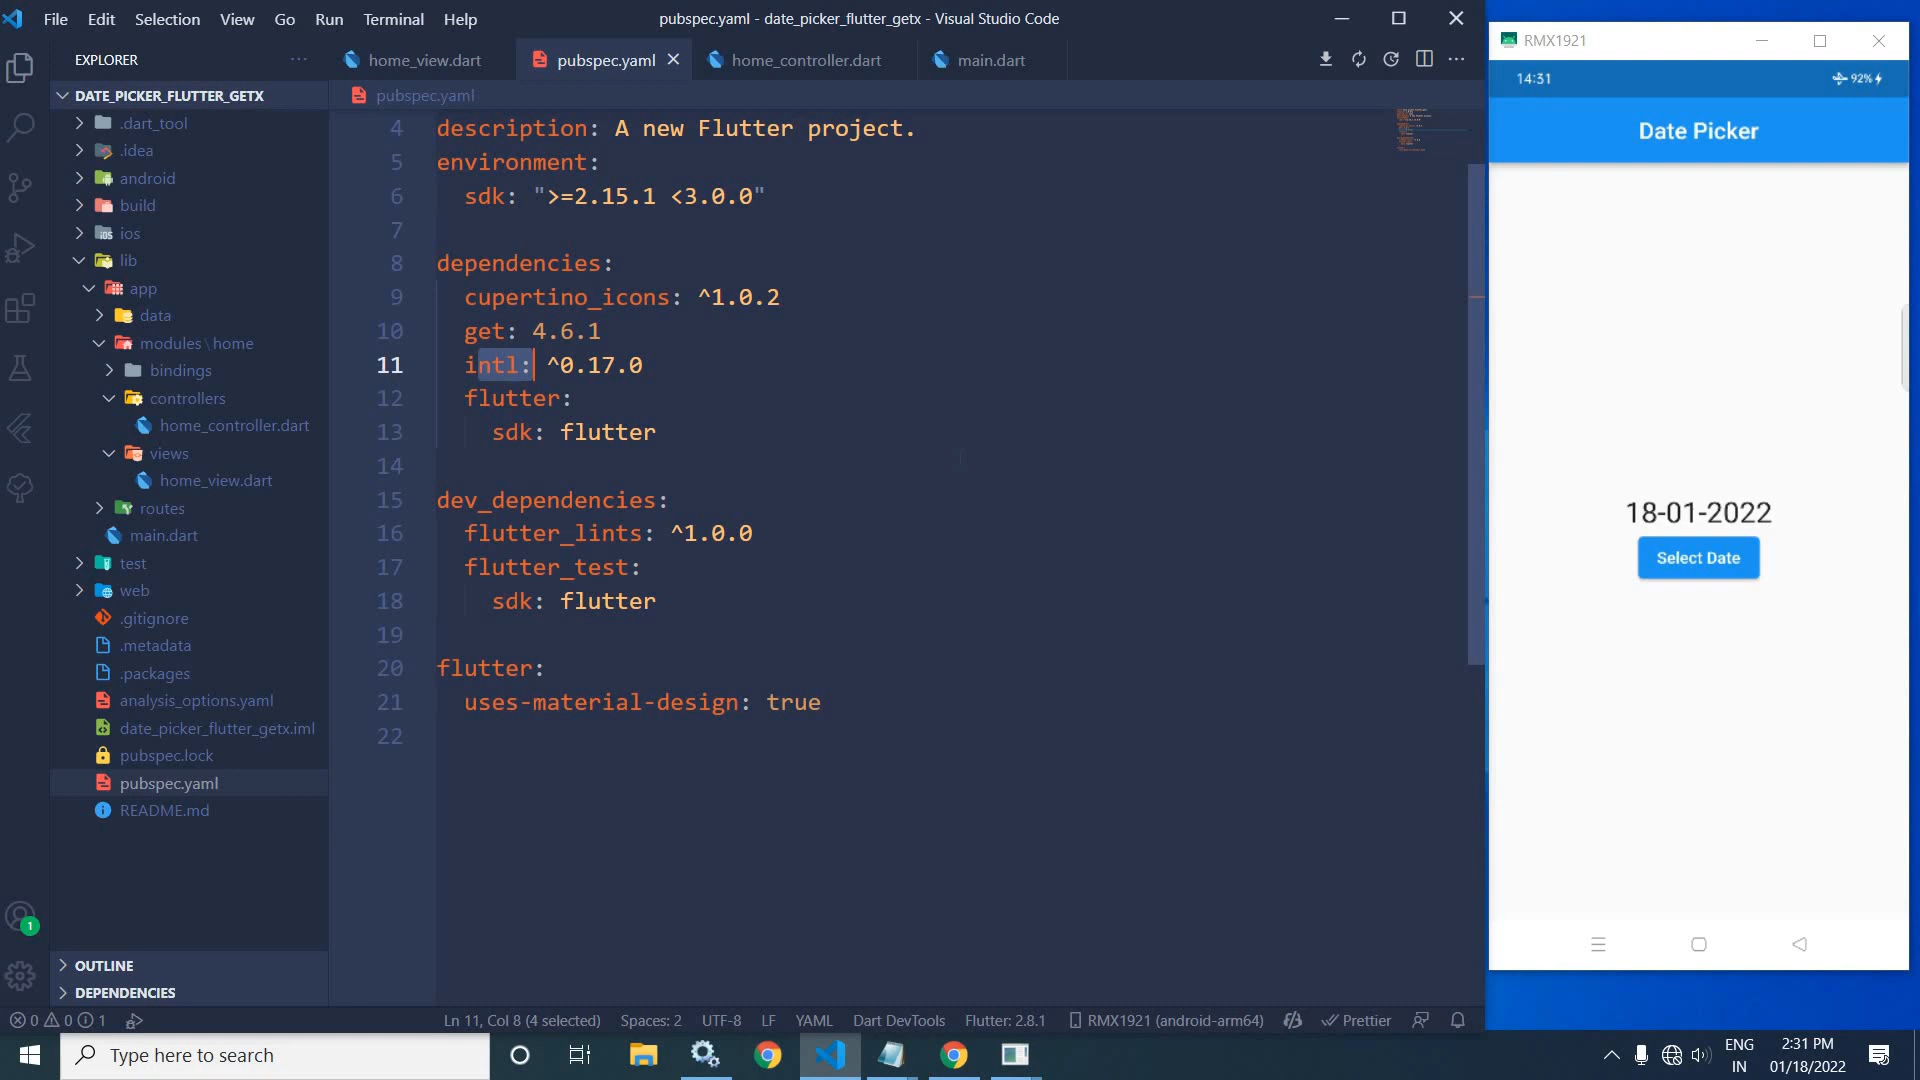 File Edit Selection View Go Run Terminal Help
pubspec.yaml - date_picker_flutter_getx - Visual Studio Code
EXPLORER
DATE_PICKER_FLUTTER_GETX
.dart_tool
.idea
android
build
ios
lib
app
data
modules\home
bindings
controllers
home_controller.dart
views
home_view.dart
routes
main.dart
test
web
.gitignore
.metadata
.packages
analysis_options.yaml
date_picker_flutter_getx.iml
pubspec.lock
pubspec.yaml
README.md
OUTLINE
DEPENDENCIES
home_view.dart pubspec.yaml home_controller.dart main.dart
pubspec.yaml
4 description: A new Flutter project.
5 environment:
6 sdk: ">=2.15.1 <3.0.0"
7
8 dependencies:
9 cupertino_icons: ^1.0.2
10 get: 4.6.1
11 intl: ^0.17.0
12 flutter:
13 sdk: flutter
14
15 dev_dependencies:
16 flutter_lints: ^1.0.0
17 flutter_test:
18 sdk: flutter
19
20 flutter:
21 uses-material-design: true
22
RMX1921
14:31 92%
Date Picker
18-01-2022
Select Date
1
0 0 1 Ln 11, Col 8 (4 selected) Spaces: 2 UTF-8 LF YAML Dart DevTools Flutter: 2.8.1 RMX1921 (android-arm64) Prettier
Type here to search
ENG
IN
2:31 PM
01/18/2022